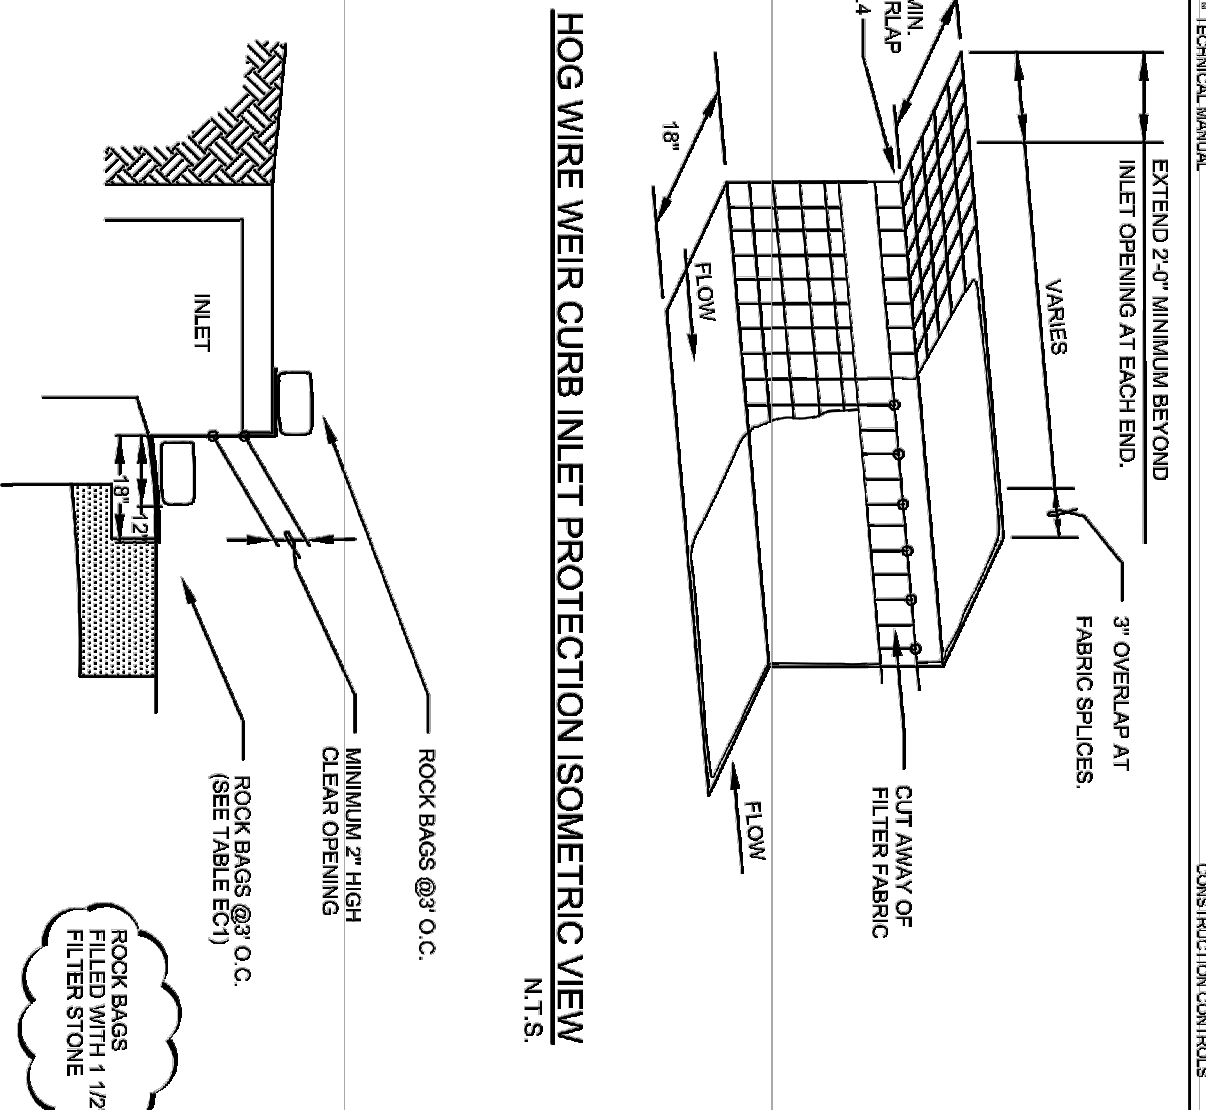 TECHNICAL MANUAL
CONSTRUCTION CONTROLS
EXTEND 2'-0" MINIMUM BEYOND
INLET OPENING AT EACH END.
VARIES
3" OVERLAP AT
FABRIC SPLICES.
MIN.
18"
FLOW
FLOW
CUT AWAY OF
FILTER FABRIC
HOG WIRE WEIR CURB INLET PROTECTION ISOMETRIC VIEW
N.T.S.
ROCK BAGS @3' O.C.
MINIMUM 2" HIGH
CLEAR OPENING
ROCK BAGS @3' O.C.
(SEE TABLE EC1)
INLET
12"
18"
ROCK BAGS
FILLED WITH 1 1/2"
FILTER STONE